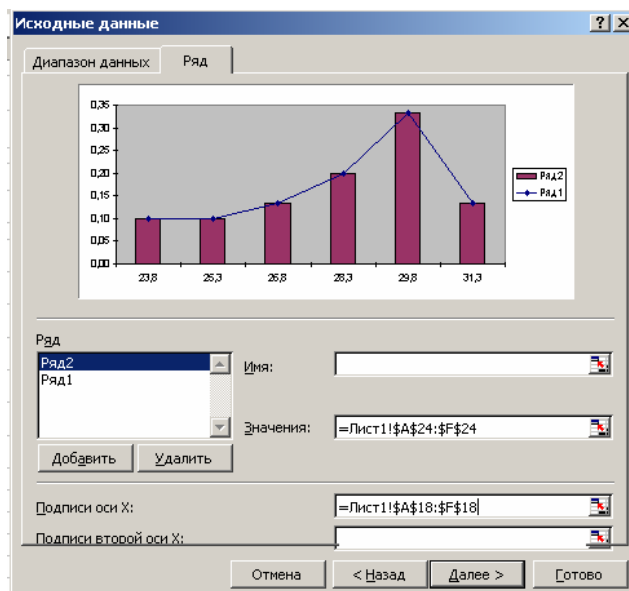 Исходные данные
Диапазон данных Ряд
0,35
0,30
0,25
0,20
0,15
0,10
0,05
0,00
23,8 25,3 26,8 28,3 29,8 31,3
Ряд2
Ряд1
Ряд
Ряд2
Ряд1
Имя:
Значения: =Лист1!$A$24:$F$24
Добавить Удалить
Подписи оси X: =Лист1!$A$18:$F$18
Подписи второй оси X:
Отмена < Назад Далее > Готово